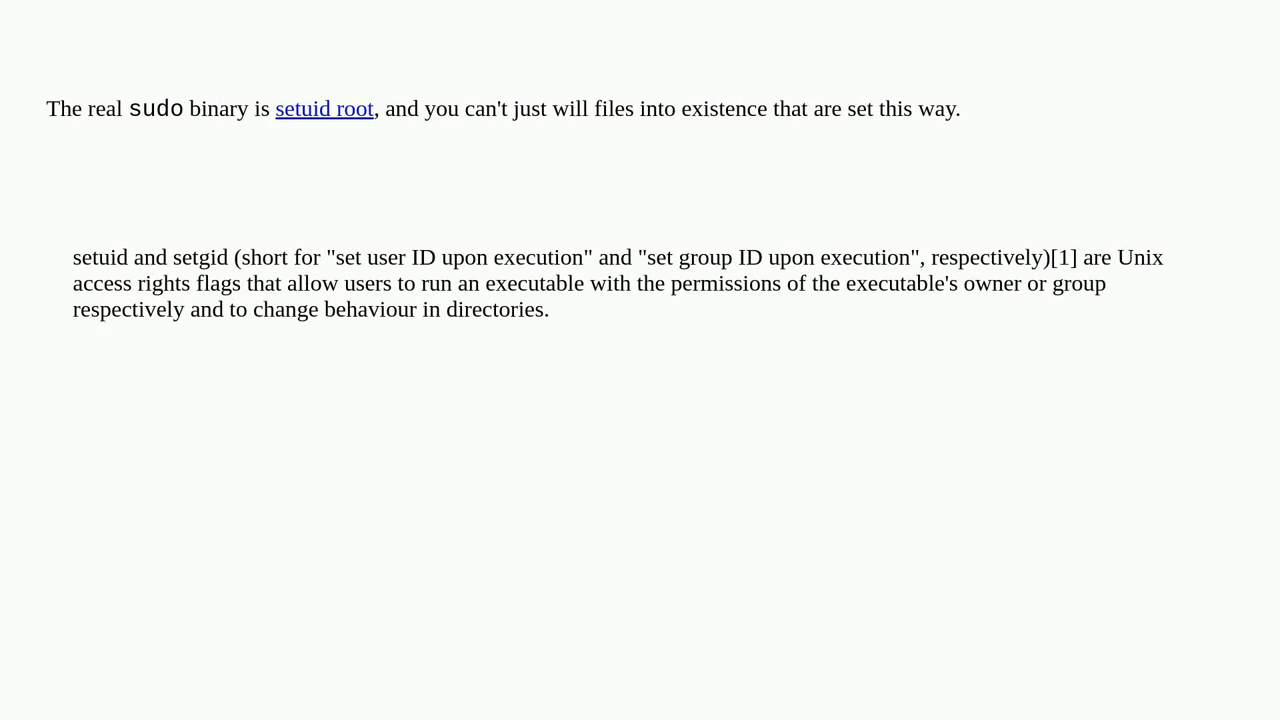 The real sudo binary is setuid root, and you can't just will files into existence that are set this way.
setuid and setgid (short for "set user ID upon execution" and "set group ID upon execution", respectively)[1] are Unix
access rights flags that allow users to run an executable with the permissions of the executable's owner or group
respectively and to change behaviour in directories.